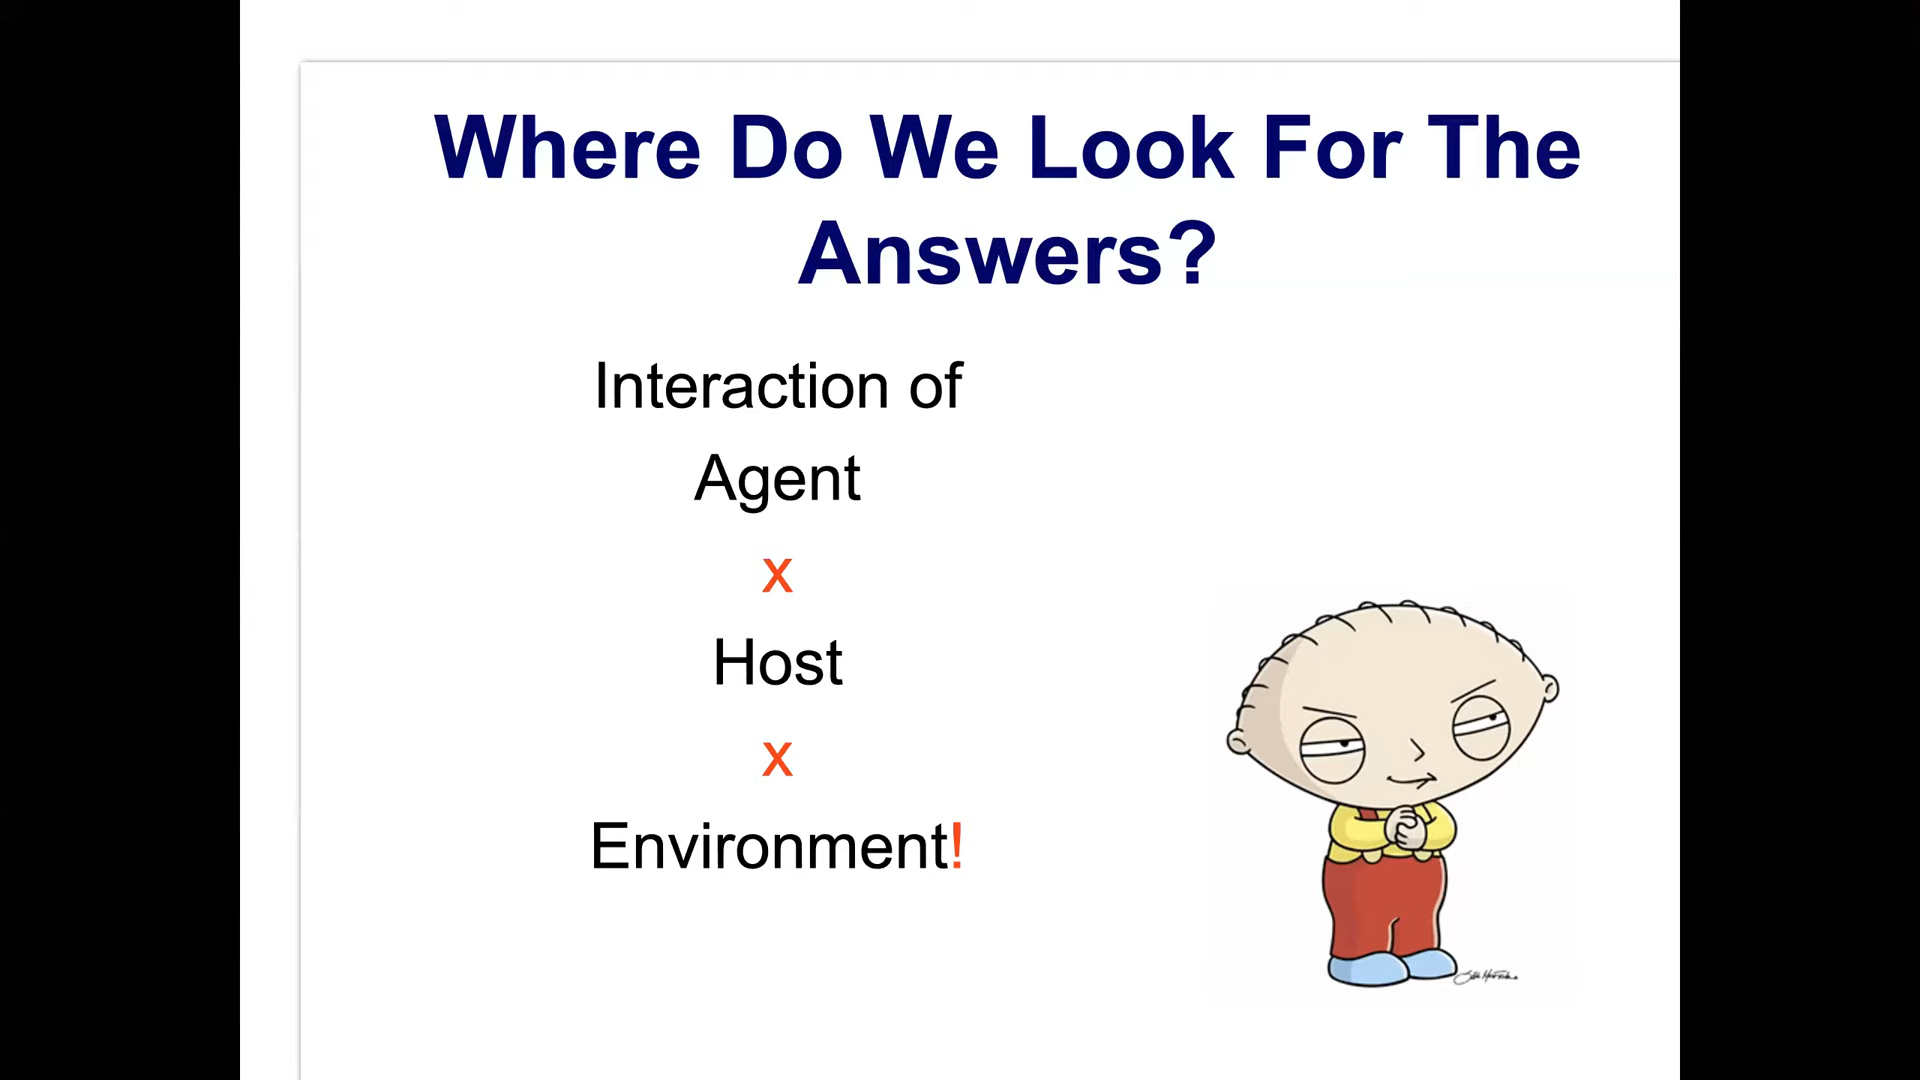 Where Do We Look For The
Answers?
Interaction of
Agent
x
Host
x
Environment!